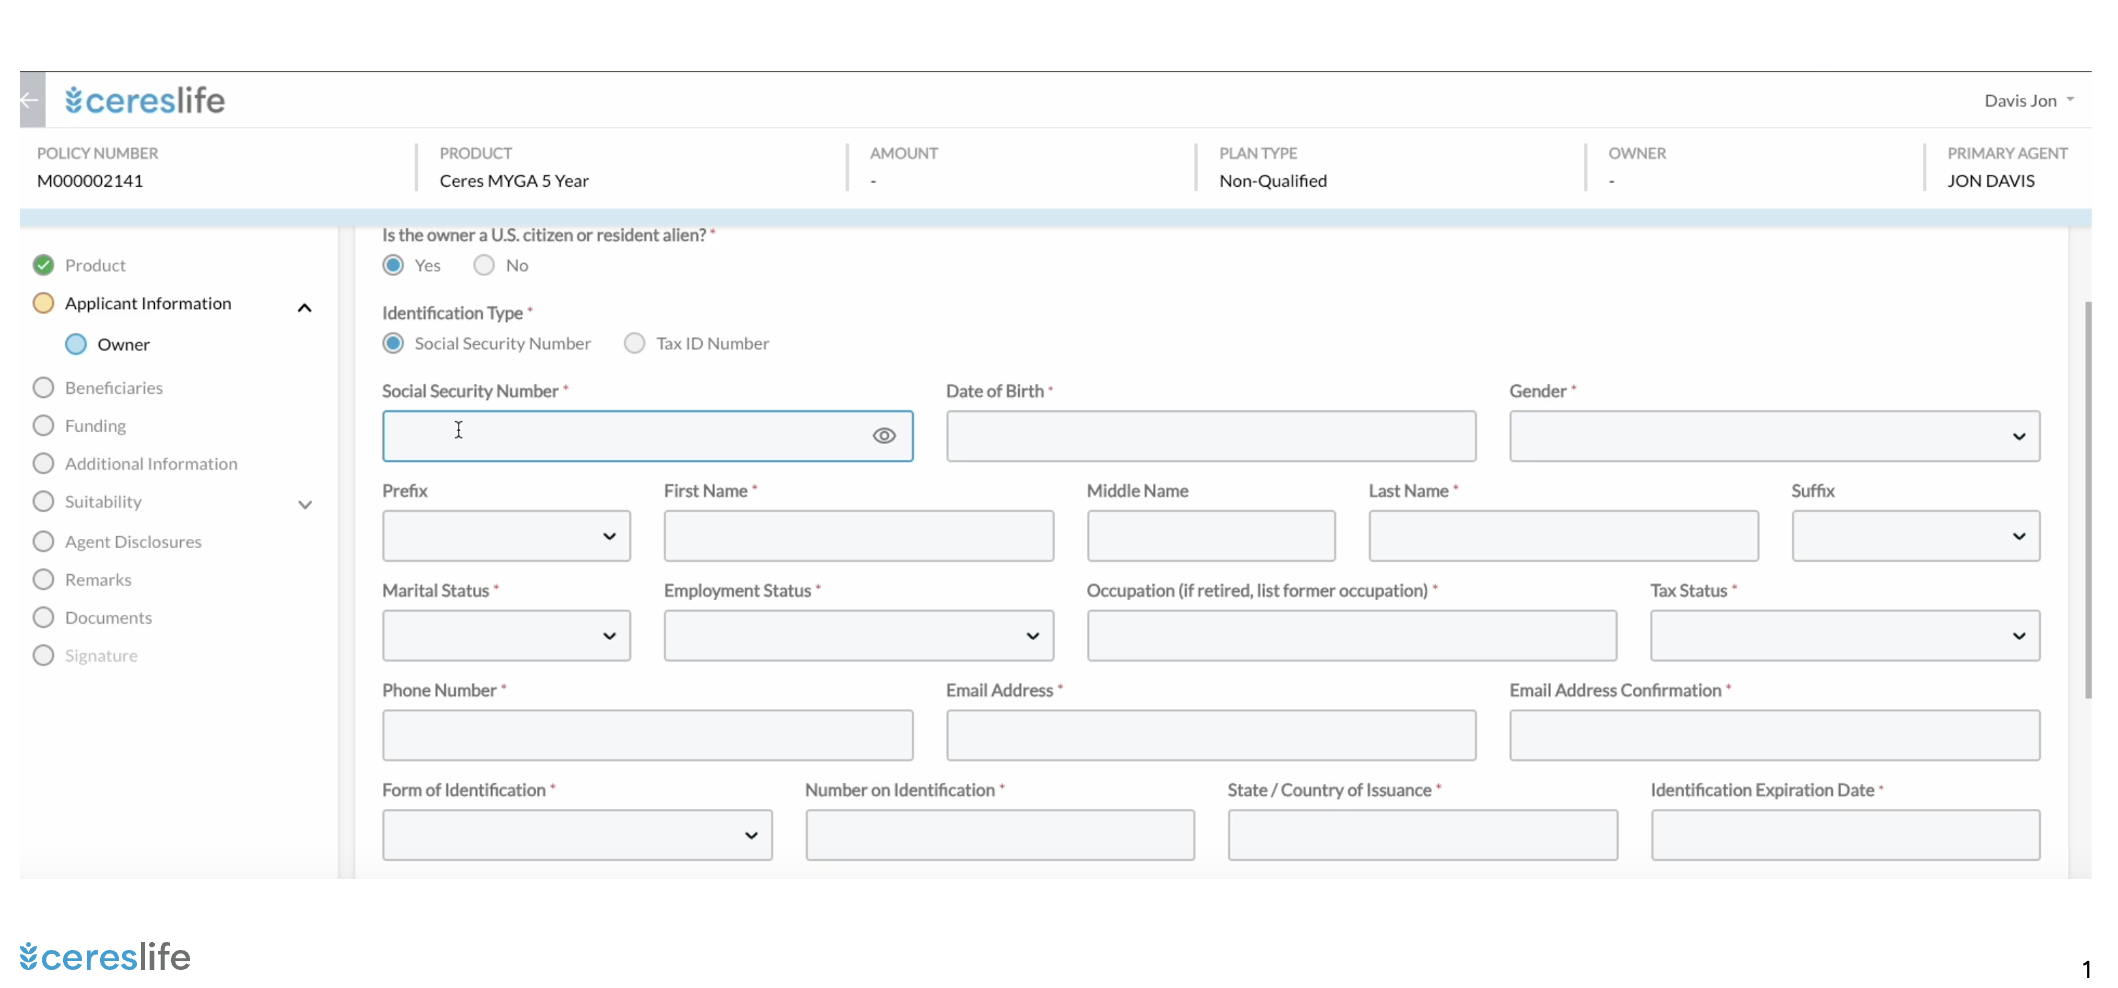 cereslife
Davis Jon
POLICY NUMBER PRODUCT AMOUNT PLAN TYPE OWNER PRIMARY AGENT
M000002141 Ceres MYGA 5 Year - Non-Qualified - JON DAVIS
Product
Applicant Information
Owner
Beneficiaries
Funding
Additional Information
Suitability
Agent Disclosures
Remarks
Documents
Signature
Is the owner a U.S. citizen or resident alien? *
Yes No
Identification Type *
Social Security Number Tax ID Number
Social Security Number * Date of Birth * Gender *
Prefix First Name * Middle Name Last Name * Suffix
Marital Status * Employment Status * Occupation (if retired, list former occupation) * Tax Status *
Phone Number * Email Address * Email Address Confirmation *
Form of Identification * Number on Identification * State / Country of Issuance * Identification Expiration Date *
cereslife
1